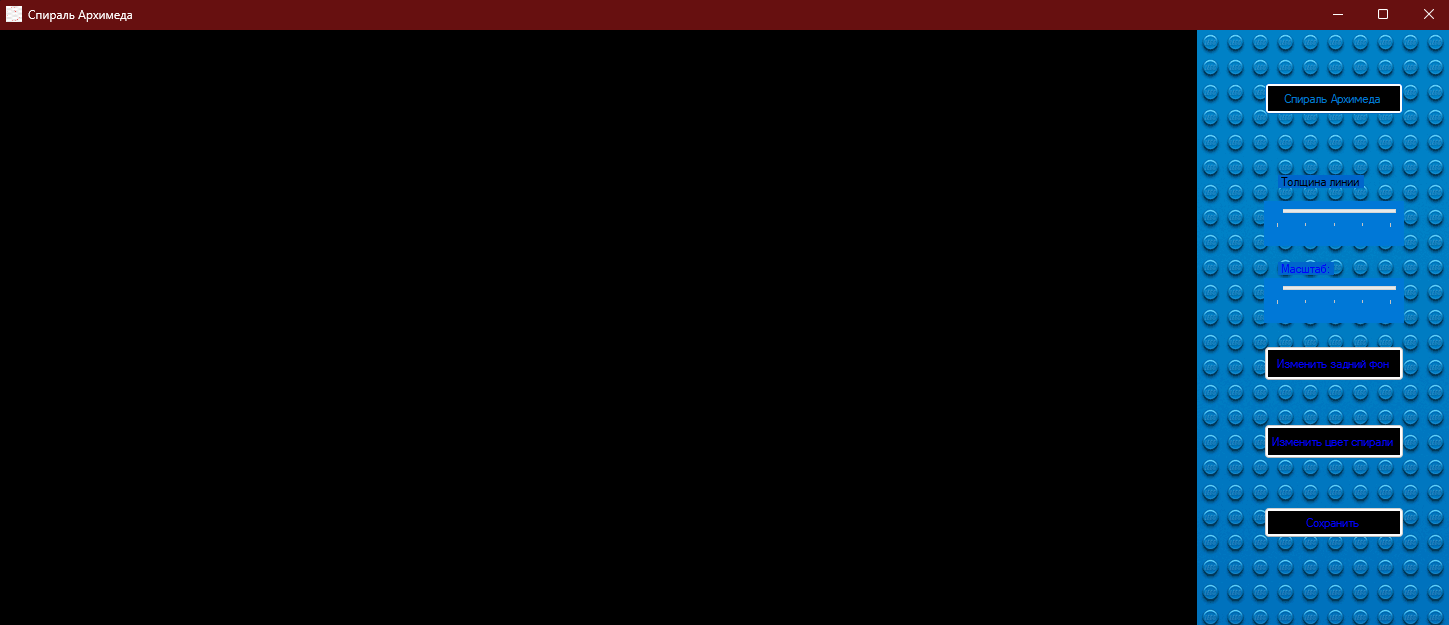 Спираль Архимеда
Спираль Архимеда
Толщина линии
Масштаб:
Изменить задний фон
Изменить цвет спирали
Сохранить